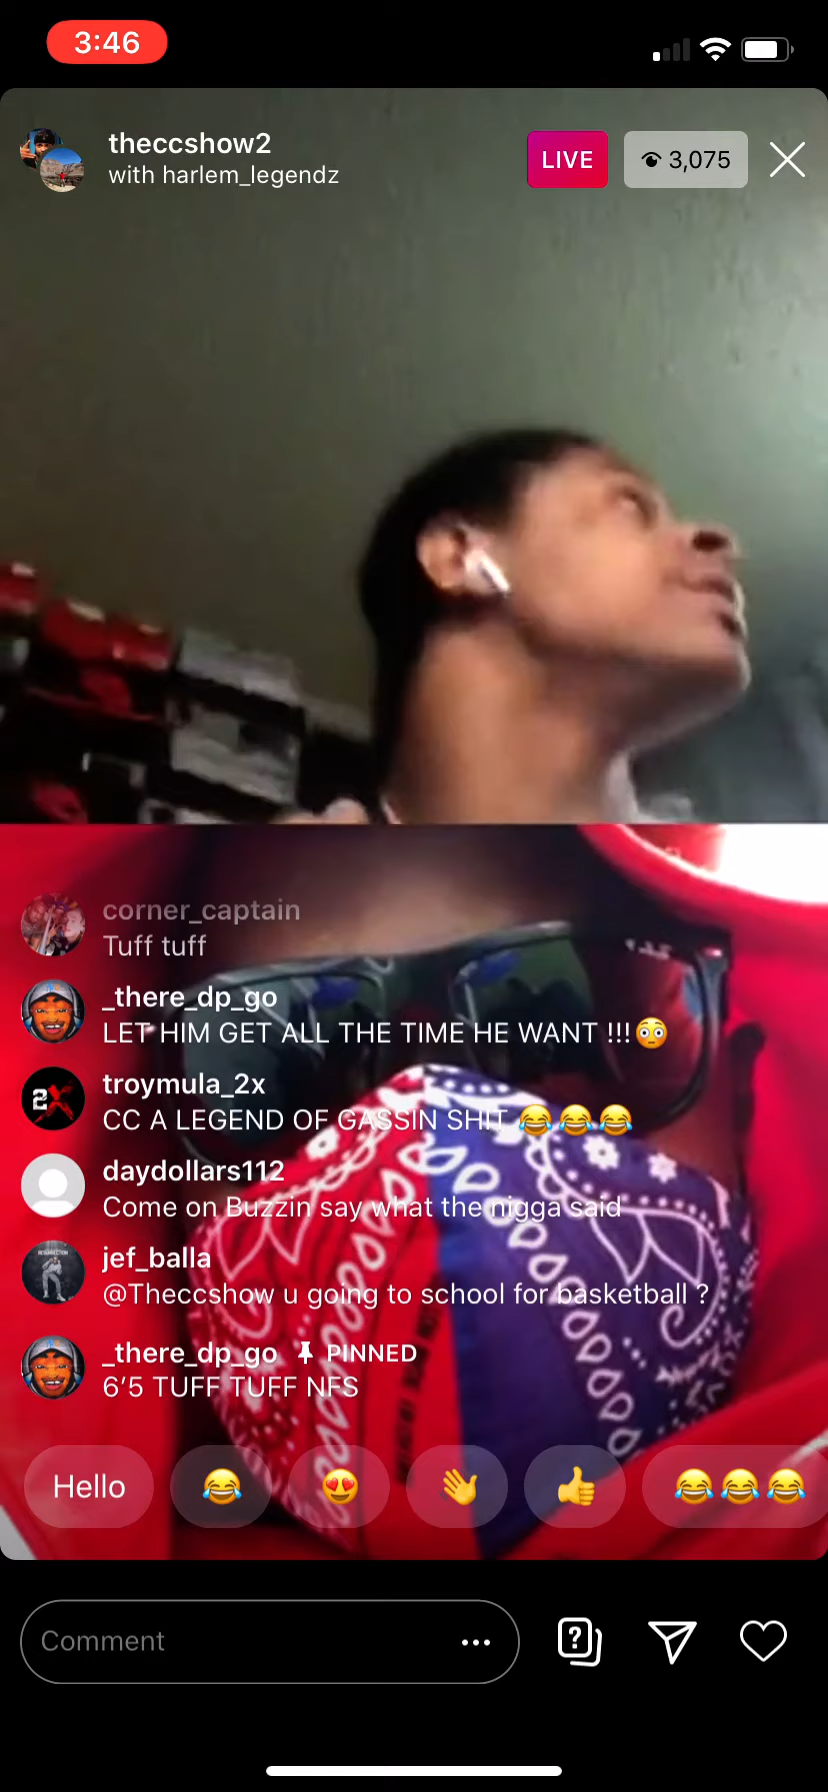 3:46
theccshow2
with harlem_legendz
LIVE
3,075
corner_captain
Tuff tuff
_there_dp_go
LET HIM GET ALL THE TIME HE WANT !!!😳
troymula_2x
CC A LEGEND OF GASSIN SHIT 😂😂😂
daydollars112
Come on Buzzin say what the nigga said
jef_balla
@Theccshow u going to school for basketball ?
_there_dp_go PINNED
6’5 TUFF TUFF NFS
Hello 😂 😍 👋 👍 😂😂😂
Comment